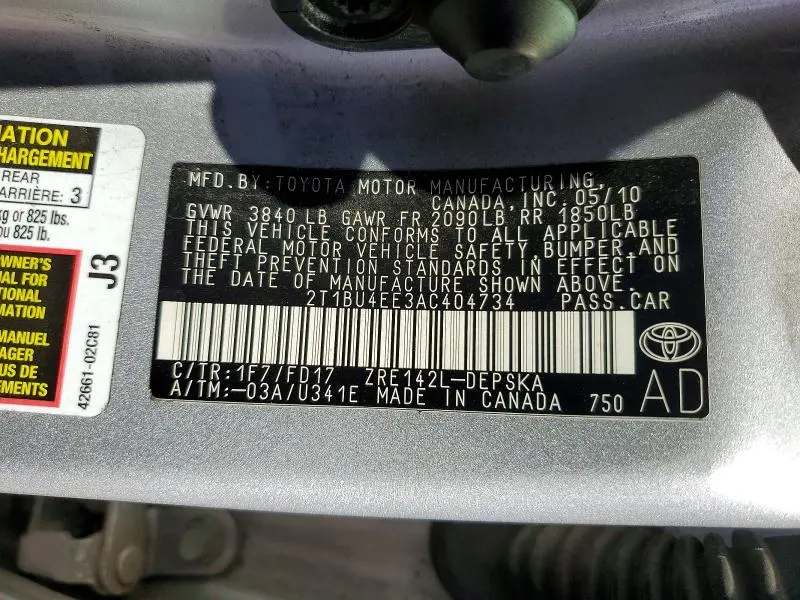 ATION
CHARGEMENT
REAR
ARRIÈRE: 3
kg or 825 lbs.
ou 825 lb.
OWNER'S
AL FOR
TIONAL
MATION
MANUEL
AGER
US DE
EMENTS
J3
42661-02C81
MFD. BY: TOYOTA MOTOR MANUFACTURING,
CANADA, INC. 05/10
GVWR 3840 LB GAWR FR 2090LB, RR 1850LB
THIS VEHICLE CONFORMS TO ALL APPLICABLE
FEDERAL MOTOR VEHICLE SAFETY, BUMPER AND
THEFT PREVENTION STANDARDS IN EFFECT ON
THE DATE OF MANUFACTURE SHOWN ABOVE.
2T1BU4EE3AC404734 PASS.CAR
C/TR:1F7/FD17 ZRE142L-DEPSKA
A/TM:-03A/U341E MADE IN CANADA 750
AD